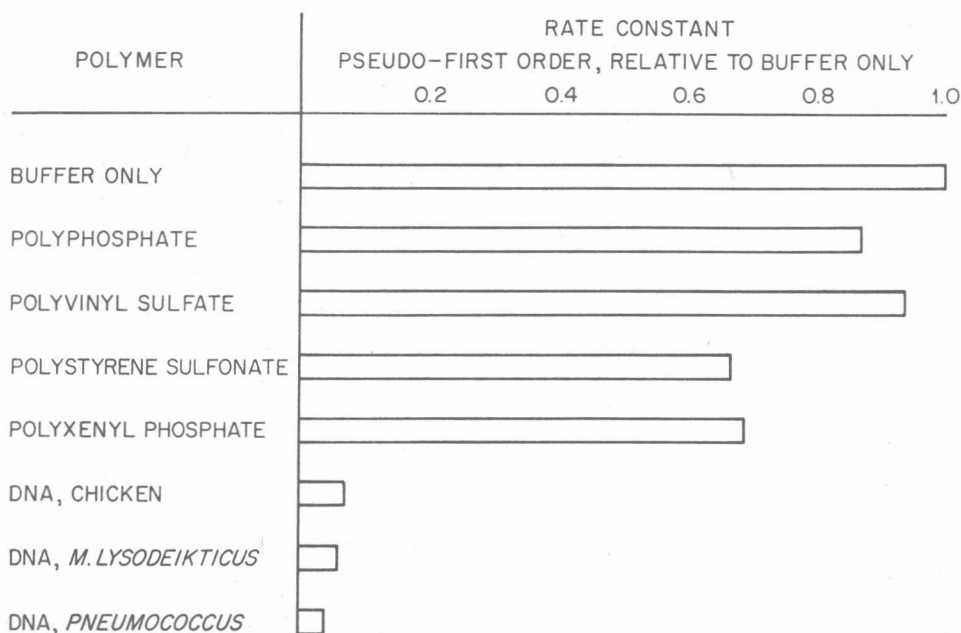 POLYMER
RATE CONSTANT
PSEUDO-FIRST ORDER, RELATIVE TO BUFFER ONLY
0.2 0.4 0.6 0.8 1.0
BUFFER ONLY
POLYPHOSPHATE
POLYVINYL SULFATE
POLYSTYRENE SULFONATE
POLYXENYL PHOSPHATE
DNA, CHICKEN
DNA, M. LYSODEIKTICUS
DNA, PNEUMOCOCCUS